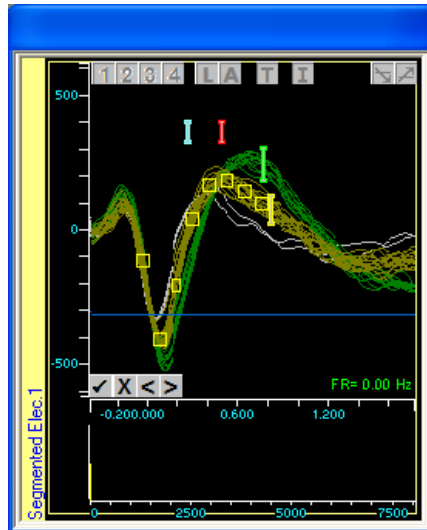 1 2 3 4 L A T I
500
0
-500
✓ X < >
FR= 0.00 Hz
-0.200.000 0.600 1.200
Segmented Elec.1
0 2500 5000 7500